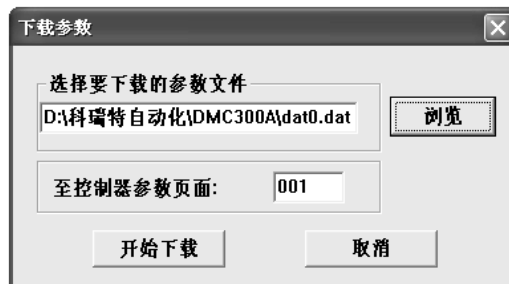 下载参数
选择要下载的参数文件
D:\科瑞特自动化\DMC300A\dat0.dat
浏览
至控制器参数页面:
001
开始下载
取消